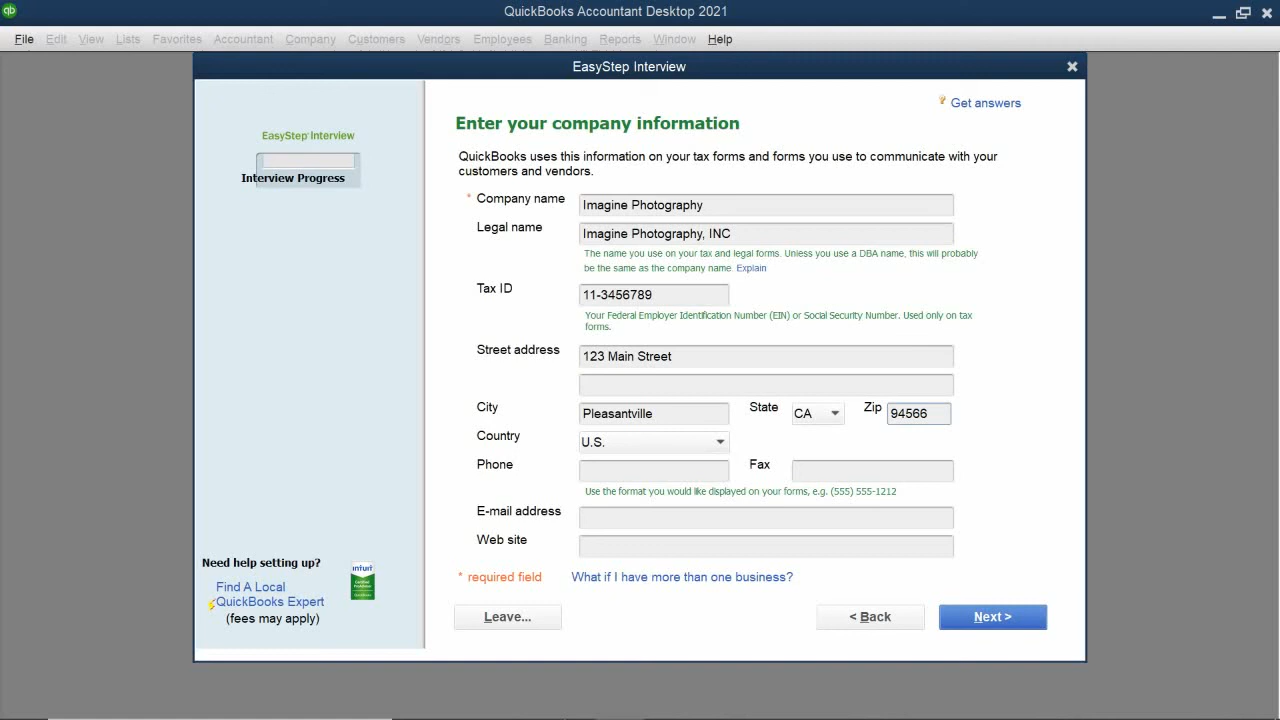 qb
QuickBooks Accountant Desktop 2021
File Edit View Lists Favorites Accountant Company Customers Vendors Employees Banking Reports Window Help
EasyStep Interview
Get answers
EasyStep Interview
Interview Progress
Enter your company information
QuickBooks uses this information on your tax forms and forms you use to communicate with your
customers and vendors.
* Company name Imagine Photography
Legal name Imagine Photography, INC
The name you use on your tax and legal forms. Unless you use a DBA name, this will probably
be the same as the company name. Explain
Tax ID 11-3456789
Your Federal Employer Identification Number (EIN) or Social Security Number. Used only on tax
forms.
Street address 123 Main Street
City Pleasantville State CA Zip 94566
Country U.S.
Phone Fax
Use the format you would like displayed on your forms, e.g. (555) 555-1212
E-mail address
Web site
* required field What if I have more than one business?
Need help setting up?
Find A Local
QuickBooks Expert
(fees may apply)
intuit
Leave... < Back Next >